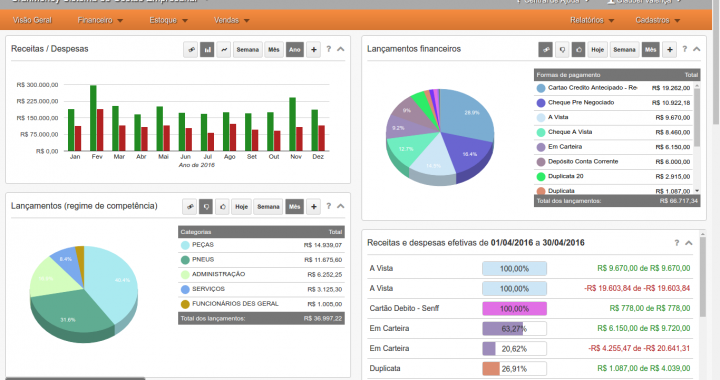 Visão Geral Financeiro Estoque Vendas Relatórios Cadastros
Receitas / Despesas
Semana Mês Ano + ?
R$ 300.000,00
R$ 225.000,00
R$ 150.000,00
R$ 75.000,00
R$ 0,00
Jan Fev Mar Abr Mai Jun Jul Ago Set Out Nov Dez
Ano de 2016
Lançamentos financeiros
Hoje Semana Mês + ?
28.9%
16.4%
12.7%
9.2%
9%
Formas de pagamento Total
Cartao Credito Antecipado - Re R$ 19.262,00
Cheque Pre Negociado R$ 10.922,18
A Vista R$ 9.670,00
Cheque A Vista R$ 8.460,00
Em Carteira R$ 6.150,00
Depósito Conta Corrente R$ 6.000,00
Duplicata 20 R$ 2.915,00
Duplicata R$ 1.087,00
Total dos lançamentos: R$ 66.717,34
Lançamentos (regime de competência)
Hoje Semana Mês + ?
40.4%
31.6%
8.4%
Categorias Total
PEÇAS R$ 14.939,07
PNEUS R$ 11.675,60
ADMINISTRAÇÃO R$ 6.252,25
SERVIÇOS R$ 3.125,30
FUNCIONÁRIOS DES GERAL R$ 1.005,00
Total dos lançamentos: R$ 36.997,22
Receitas e despesas efetivas de 01/04/2016 a 30/04/2016 ?
A Vista 100,00% R$ 9.670,00 de R$ 9.670,00
A Vista 100,00% -R$ 19.603,84 de -R$ 19.603,84
Cartão Debito - Senff 100,00% R$ 778,00 de R$ 778,00
Em Carteira 63,27% R$ 6.150,00 de R$ 9.720,00
Em Carteira 20,62% -R$ 4.255,47 de -R$ 20.641,31
Duplicata 26,91% R$ 1.087,00 de R$ 4.039,00